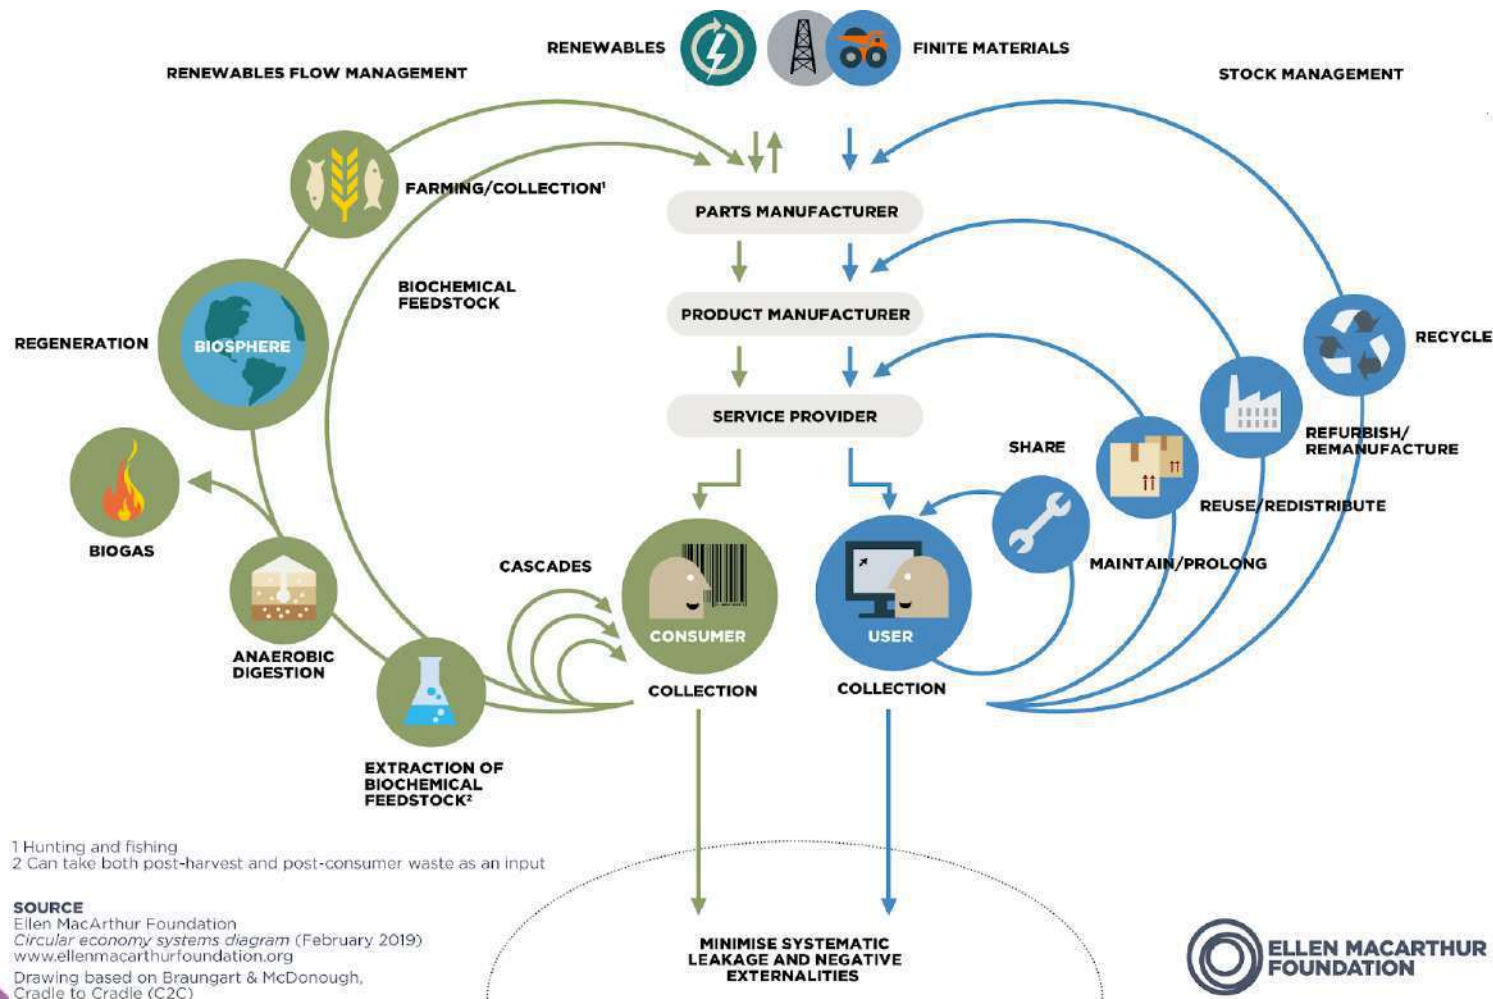 RENEWABLES
FINITE MATERIALS
RENEWABLES FLOW MANAGEMENT
STOCK MANAGEMENT
FARMING/COLLECTION¹
PARTS MANUFACTURER
BIOCHEMICAL
FEEDSTOCK
PRODUCT MANUFACTURER
REGENERATION
BIOSPHERE
RECYCLE
SERVICE PROVIDER
SHARE
REFURBISH/
REMANUFACTURE
REUSE/REDISTRIBUTE
BIOGAS
CASCADES
MAINTAIN/PROLONG
CONSUMER
USER
ANAEROBIC
DIGESTION
COLLECTION
COLLECTION
EXTRACTION OF
BIOCHEMICAL
FEEDSTOCK²
1 Hunting and fishing
2 Can take both post-harvest and post-consumer waste as an input
SOURCE
Ellen MacArthur Foundation
Circular economy systems diagram (February 2019)
www.ellenmacarthurfoundation.org
Drawing based on Braungart & McDonough,
Cradle to Cradle (C2C)
MINIMISE SYSTEMATIC
LEAKAGE AND NEGATIVE
EXTERNALITIES
ELLEN MACARTHUR
FOUNDATION